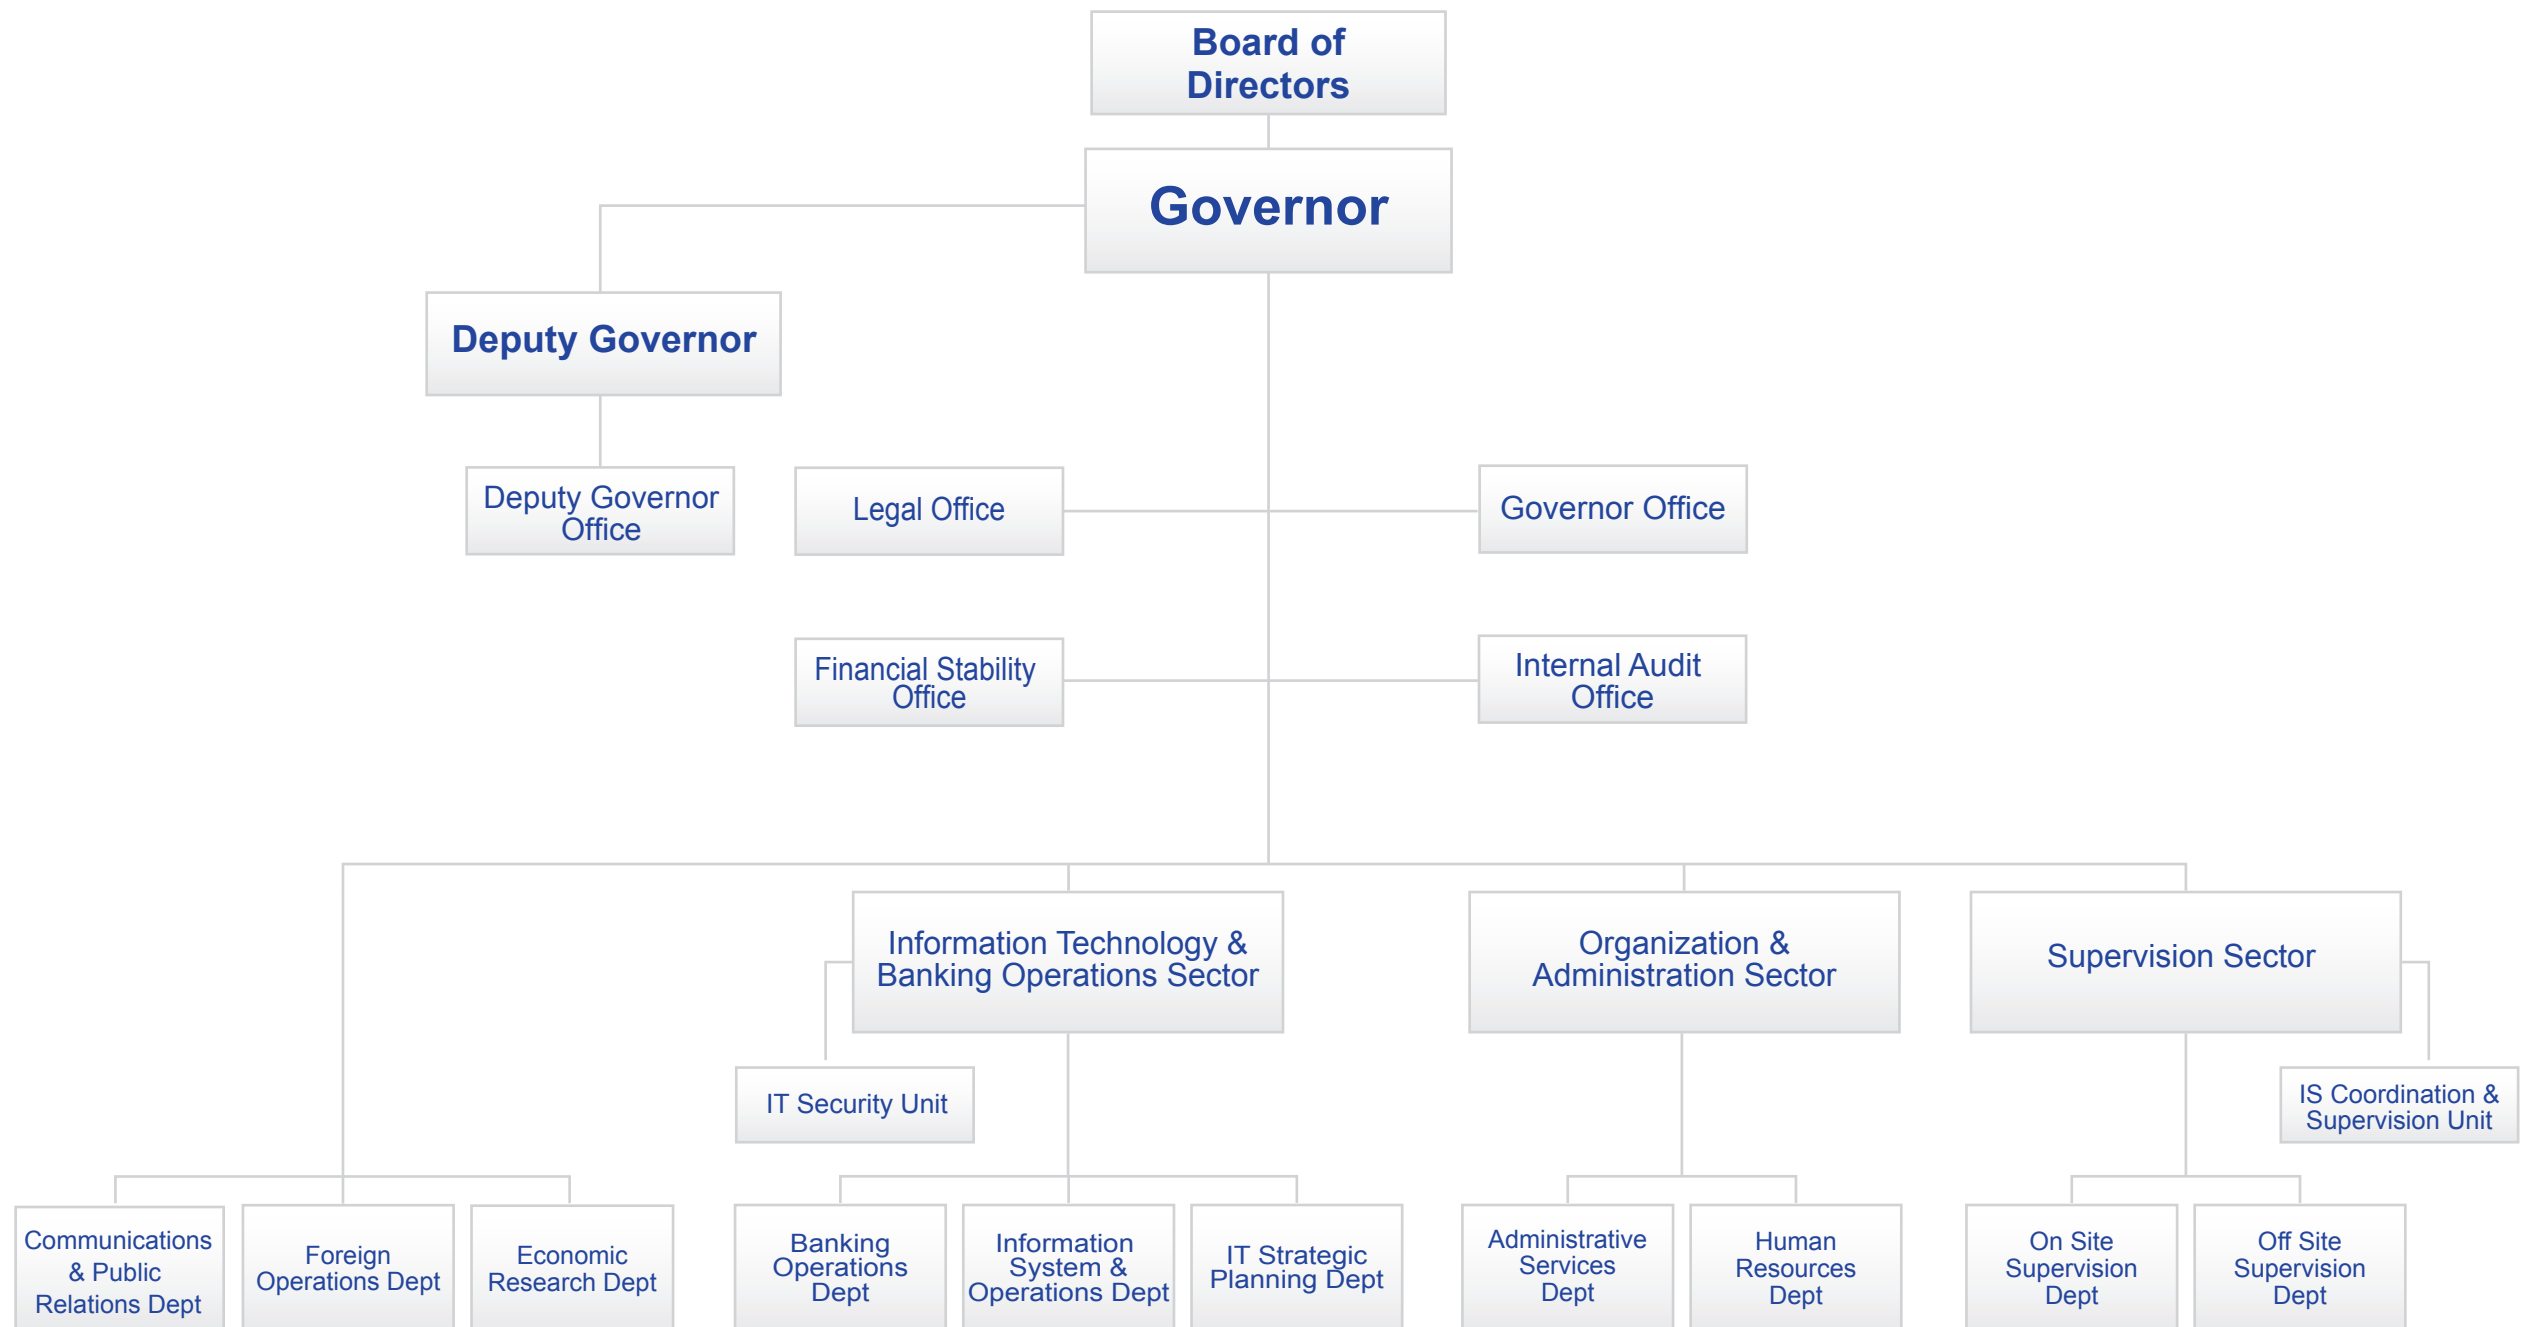 Board of
Directors
Governor
Deputy Governor
Deputy Governor
Office
Legal Office
Governor Office
Financial Stability
Office
Internal Audit
Office
Information Technology &
Banking Operations Sector
Organization &
Administration Sector
Supervision Sector
IT Security Unit
IS Coordination &
Supervision Unit
Communications
& Public
Relations Dept
Foreign
Operations Dept
Economic
Research Dept
Banking
Operations
Dept
Information
System &
Operations Dept
IT Strategic
Planning Dept
Administrative
Services
Dept
Human
Resources
Dept
On Site
Supervision
Dept
Off Site
Supervision
Dept